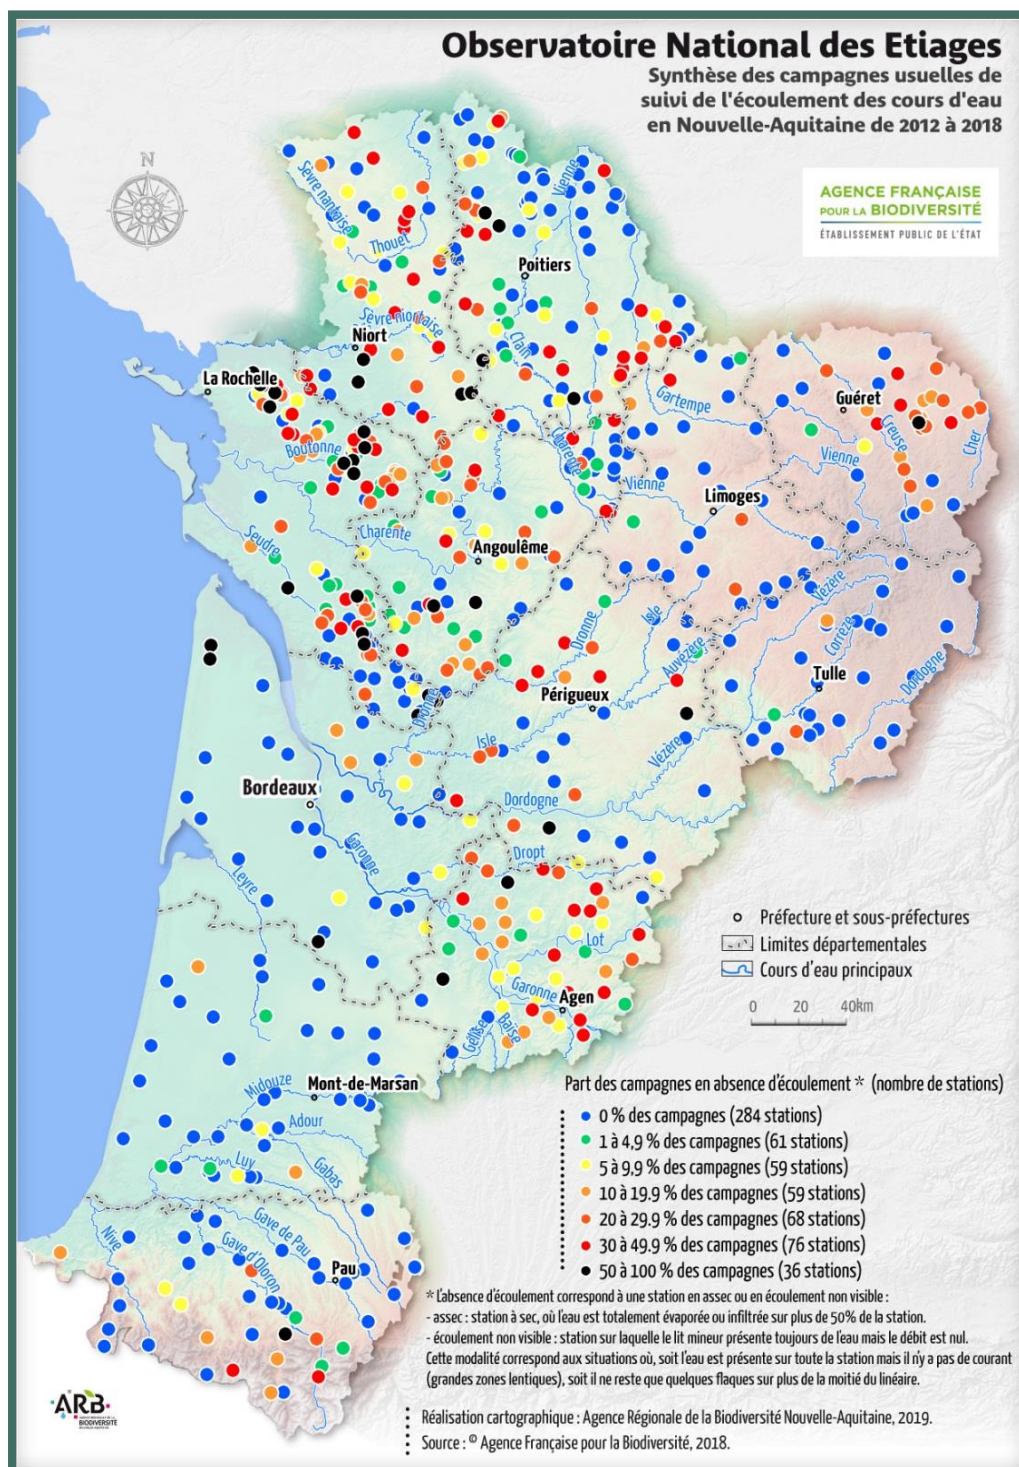 Observatoire National des Etiages
Synthèse des campagnes usuelles de
suivi de l'écoulement des cours d'eau
en Nouvelle-Aquitaine de 2012 à 2018
N
AGENCE FRANÇAISE
POUR LA BIODIVERSITÉ
ÉTABLISSEMENT PUBLIC DE L'ÉTAT
Sèvre nantaise
Thouet
Vienne
Poitiers
Sèvre niortaise
Niort
Clain
La Rochelle
Gartempe
Guéret
Creuse
Cher
Boutonne
Charente
Vienne
Vienne
Limoges
Seudre
Charente
Angoulême
Isle
Dronne
Vézère
Corrèze
Auvézère
Tulle
Dordogne
Périgueux
Dronne
Isle
Vézère
Bordeaux
Dordogne
Garonne
Dropt
Leyre
Lot
Garonne
Agen
Gélise
Baïse
Midouze
Mont-de-Marsan
Adour
Luy
Gabas
Nive
Gave de Pau
Gave d'Oloron
Pau
Préfecture et sous-préfectures
Limites départementales
Cours d'eau principaux
0 20 40km
Part des campagnes en absence d'écoulement * (nombre de stations)
0 % des campagnes (284 stations)
1 à 4,9 % des campagnes (61 stations)
5 à 9,9 % des campagnes (59 stations)
10 à 19.9 % des campagnes (59 stations)
20 à 29.9 % des campagnes (68 stations)
30 à 49.9 % des campagnes (76 stations)
50 à 100 % des campagnes (36 stations)
* L'absence d'écoulement correspond à une station en assec ou en écoulement non visible :
- assec : station à sec, où l'eau est totalement évaporée ou infiltrée sur plus de 50% de la station.
- écoulement non visible : station sur laquelle le lit mineur présente toujours de l'eau mais le débit est nul.
Cette modalité correspond aux situations où, soit l'eau est présente sur toute la station mais il n'y a pas de courant
(grandes zones lentiques), soit il ne reste que quelques flaques sur plus de la moitié du linéaire.
ARB
BIODIVERSITÉ
Réalisation cartographique : Agence Régionale de la Biodiversité Nouvelle-Aquitaine, 2019.
Source : © Agence Française pour la Biodiversité, 2018.